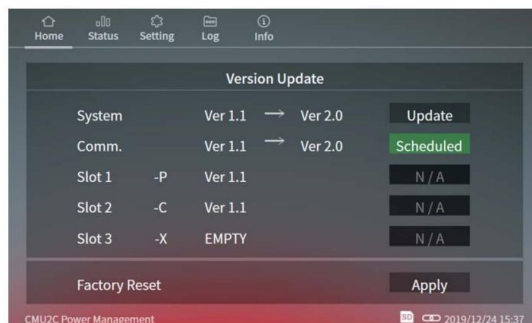 Home Status Setting Log Info
Version Update
System Ver 1.1 → Ver 2.0 Update
Comm. Ver 1.1 → Ver 2.0 Scheduled
Slot 1 -P Ver 1.1 N / A
Slot 2 -C Ver 1.1 N / A
Slot 3 -X EMPTY N / A
Factory Reset Apply
CMU2C Power Management SD 2019/12/24 15:37